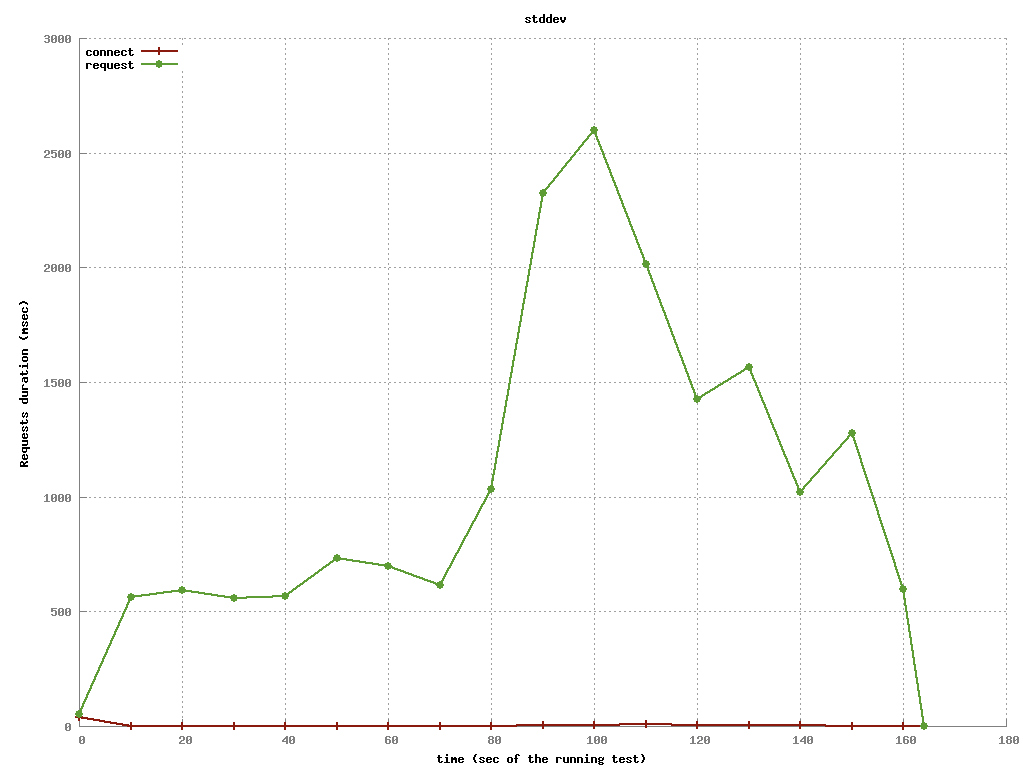 stddev
3000
connect
request
2500
2000
1500
1000
500
0
Requests duration (msec)
0 20 40 60 80 100 120 140 160 180
time (sec of the running test)